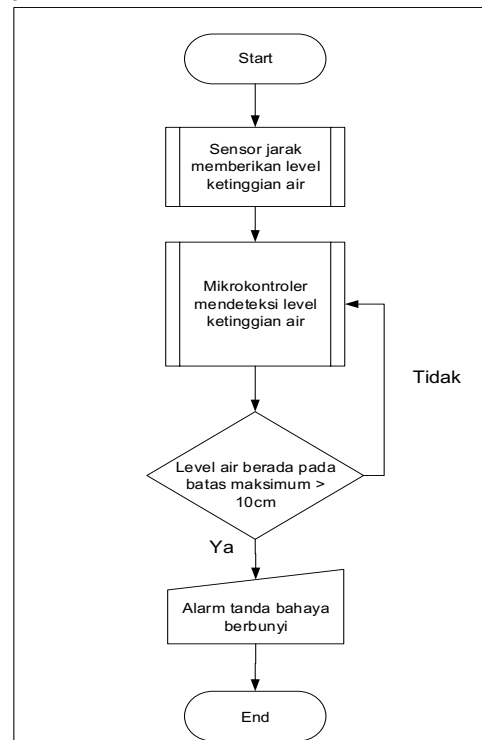 Start
Sensor jarak
memberikan level
ketinggian air
Mikrokontroler
mendeteksi level
ketinggian air
Tidak
Level air berada pada
batas maksimum >
10cm
Ya
Alarm tanda bahaya
berbunyi
End